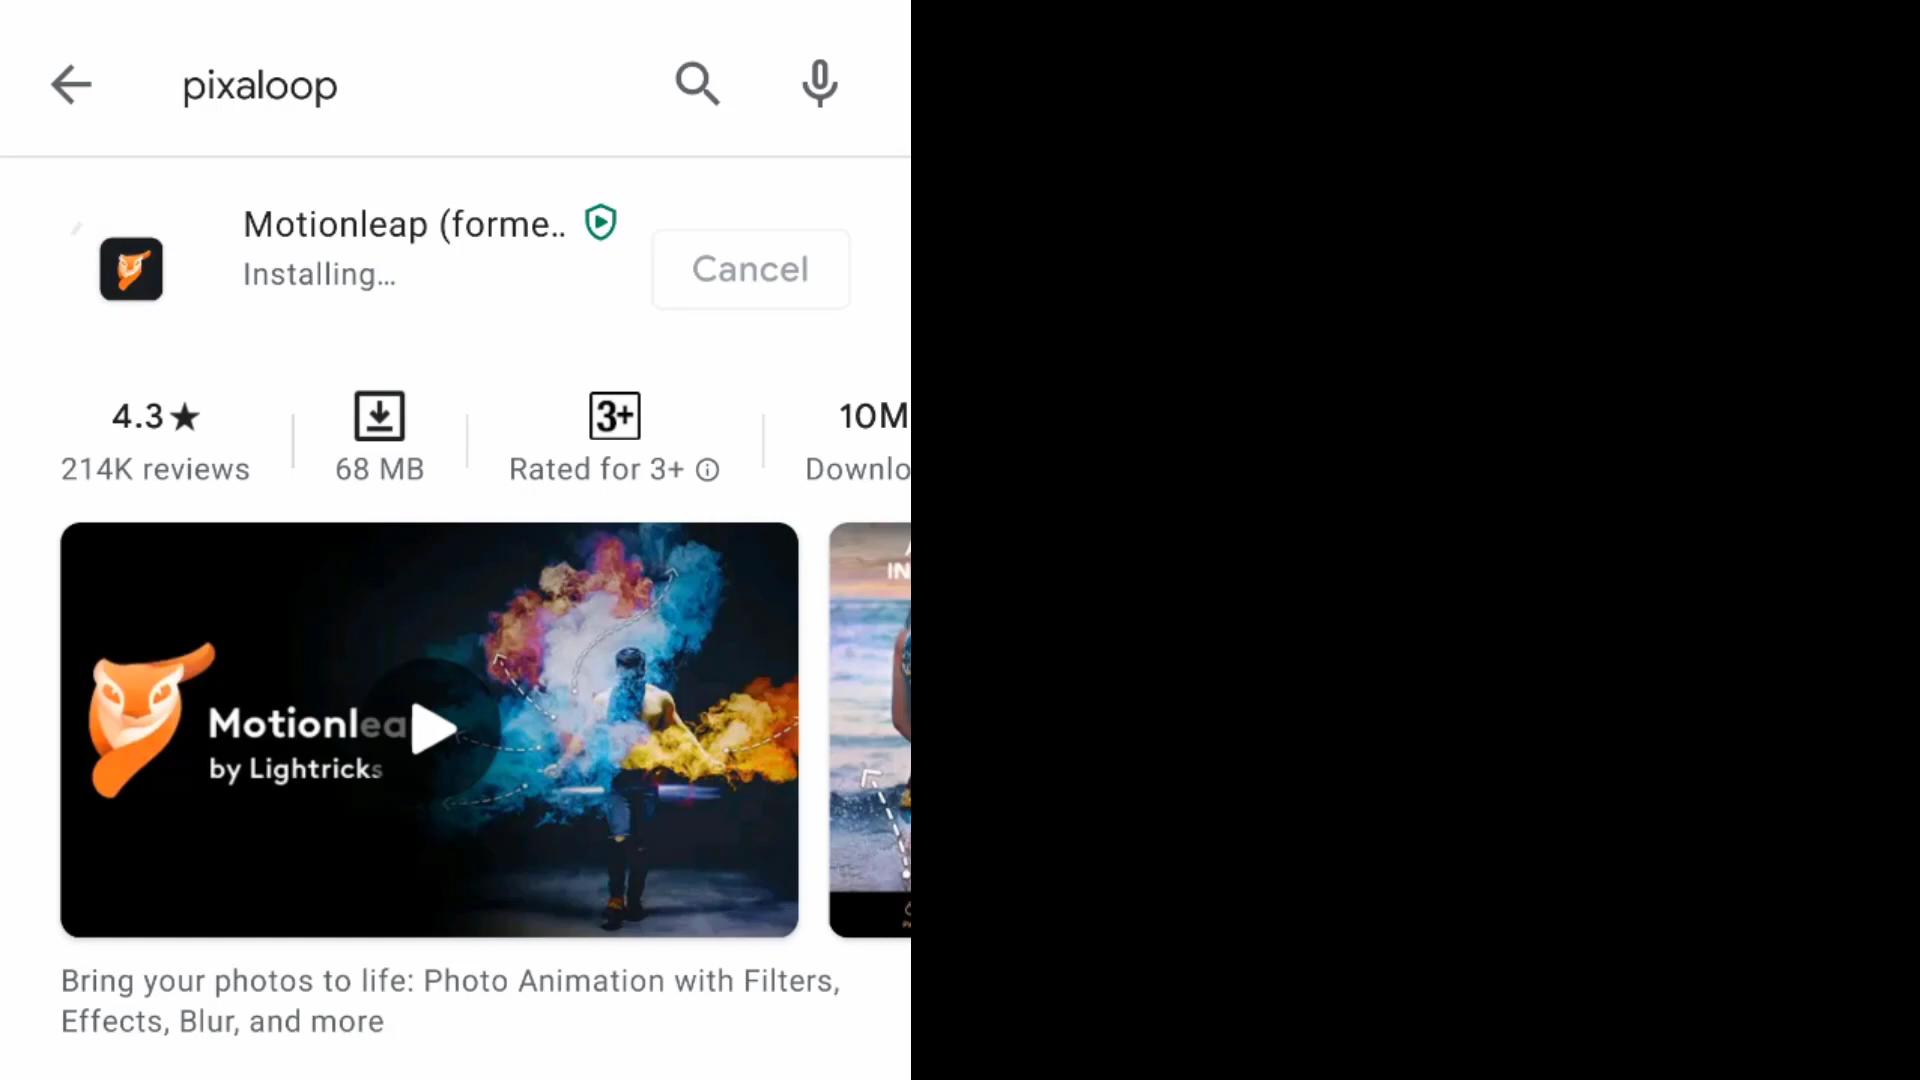 pixaloop
Motionleap (forme..
Installing...
Cancel
4.3★
214K reviews
68 MB
3+
Rated for 3+
10M
Downlo
Motionlea
by Lightricks
IN
Bring your photos to life: Photo Animation with Filters,
Effects, Blur, and more